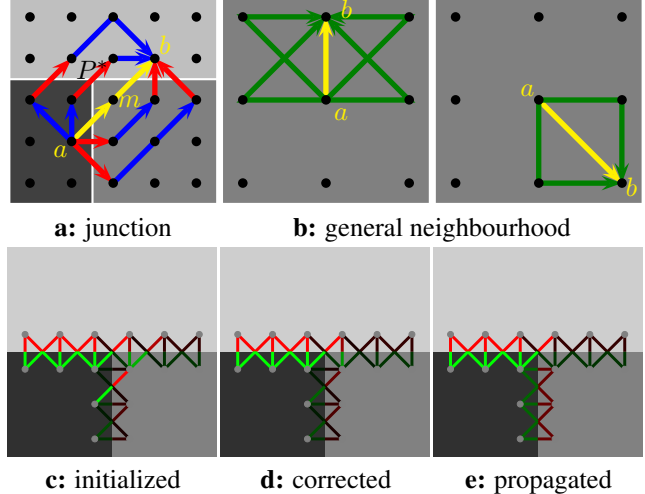 P* b b
m a
a b
a: junction b: general neighbourhood
c: initialized d: corrected e: propagated